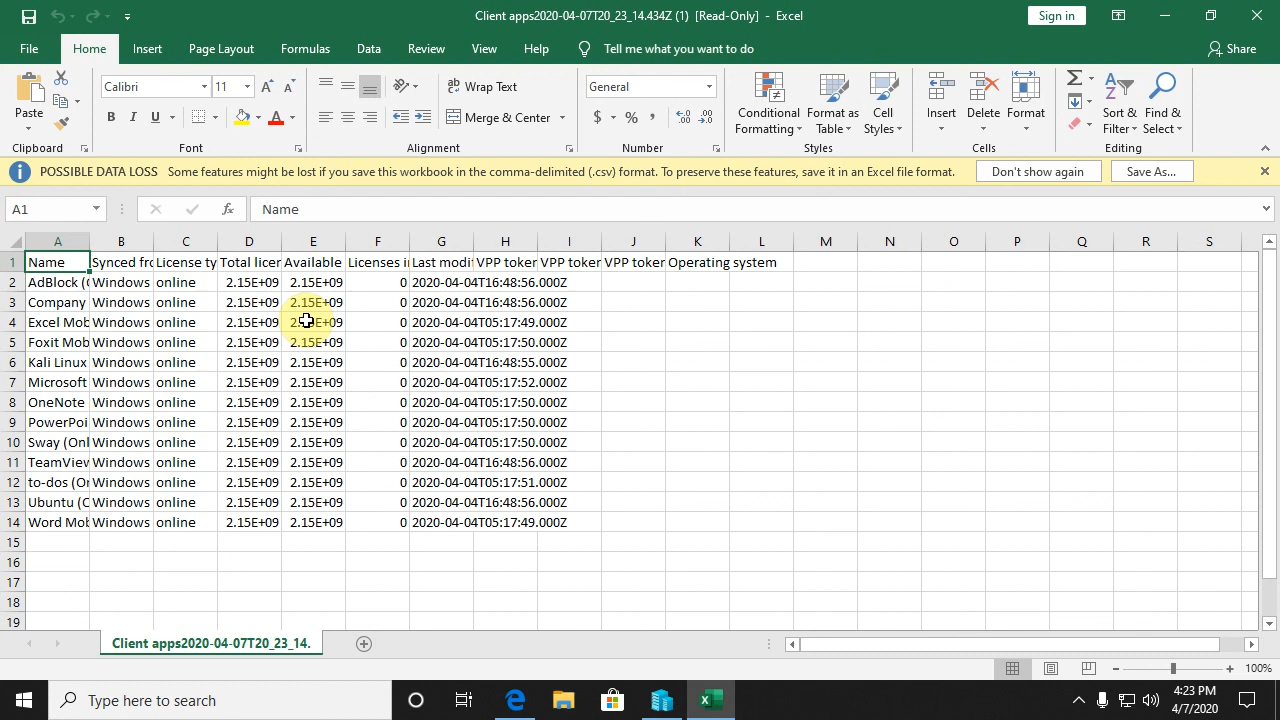 Client apps2020-04-07T20_23_14.434Z (1) [Read-Only] - Excel
Sign in
File Home Insert Page Layout Formulas Data Review View Help Tell me what you want to do Share
Calibri 11 Wrap Text General
Paste Merge & Center $ % , Conditional Formatting Format as Table Cell Styles Insert Delete Format Sort & Filter Find & Select
Clipboard Font Alignment Number Styles Cells Editing
POSSIBLE DATA LOSS Some features might be lost if you save this workbook in the comma-delimited (.csv) format. To preserve these features, save it in an Excel file format. Don't show again Save As...
A1 fx Name
A B C D E F G H I J K L M N O P Q R S
1 Name Synced fro License ty Total licer Available Licenses i Last modi VPP toker VPP toker VPP toker Operating system
2 AdBlock ( Windows online 2.15E+09 2.15E+09 0 2020-04-04T16:48:56.000Z
3 Company Windows online 2.15E+09 2.15E+09 0 2020-04-04T16:48:56.000Z
4 Excel Mob Windows online 2.15E+09 0 2020-04-04T05:17:49.000Z
5 Foxit Mob Windows online 2.15E+09 2.15E+09 0 2020-04-04T05:17:50.000Z
6 Kali Linux Windows online 2.15E+09 2.15E+09 0 2020-04-04T16:48:55.000Z
7 Microsoft Windows online 2.15E+09 2.15E+09 0 2020-04-04T05:17:52.000Z
8 OneNote Windows online 2.15E+09 2.15E+09 0 2020-04-04T05:17:50.000Z
9 PowerPoi Windows online 2.15E+09 2.15E+09 0 2020-04-04T05:17:50.000Z
10 Sway (Onl Windows online 2.15E+09 2.15E+09 0 2020-04-04T05:17:50.000Z
11 TeamView Windows online 2.15E+09 2.15E+09 0 2020-04-04T16:48:56.000Z
12 to-dos (Or Windows online 2.15E+09 2.15E+09 0 2020-04-04T05:17:51.000Z
13 Ubuntu (O Windows online 2.15E+09 2.15E+09 0 2020-04-04T16:48:56.000Z
14 Word Mob Windows online 2.15E+09 2.15E+09 0 2020-04-04T05:17:49.000Z
15
16
17
18
19
Client apps2020-04-07T20_23_14.
100%
Type here to search
4:23 PM
4/7/2020